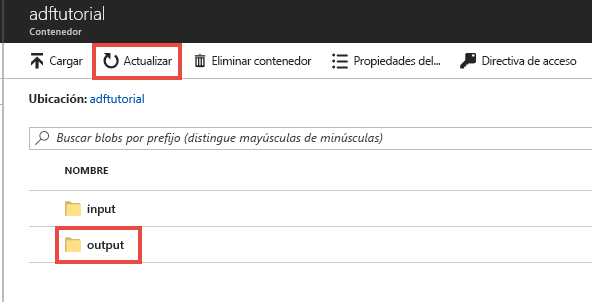 adftutorial
Contenedor
Cargar Actualizar Eliminar contenedor Propiedades del... Directiva de acceso
Ubicación: adftutorial
Buscar blobs por prefijo (distingue mayúsculas de minúsculas)
NOMBRE
input
output